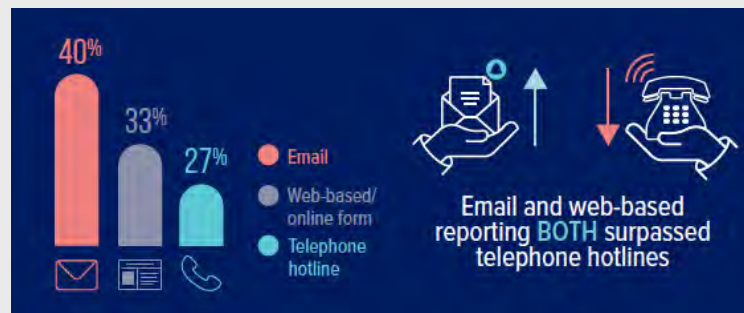 40%
33%
27%
Email
Web-based/
online form
Telephone
hotline
Email and web-based
reporting BOTH surpassed
telephone hotlines